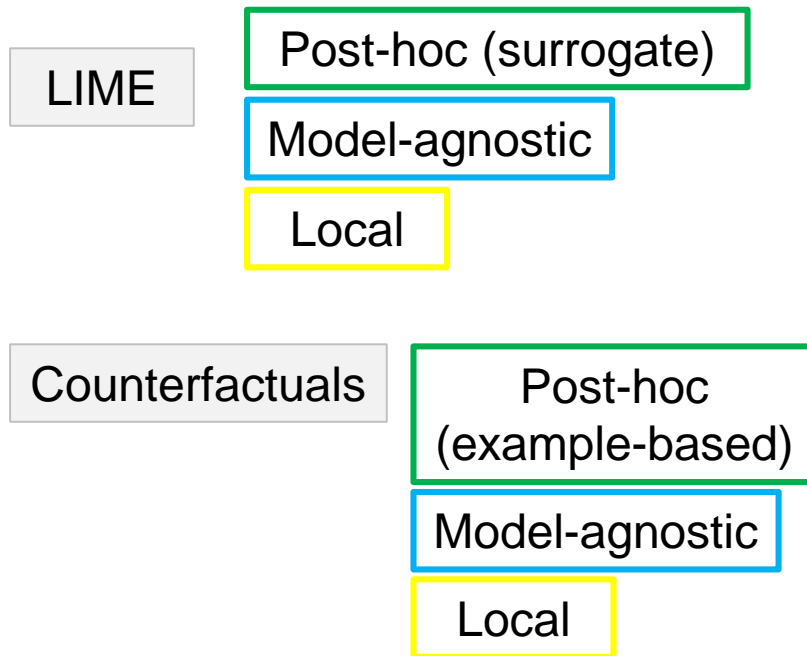 LIME
Post-hoc (surrogate)
Model-agnostic
Local
Counterfactuals
Post-hoc
(example-based)
Model-agnostic
Local